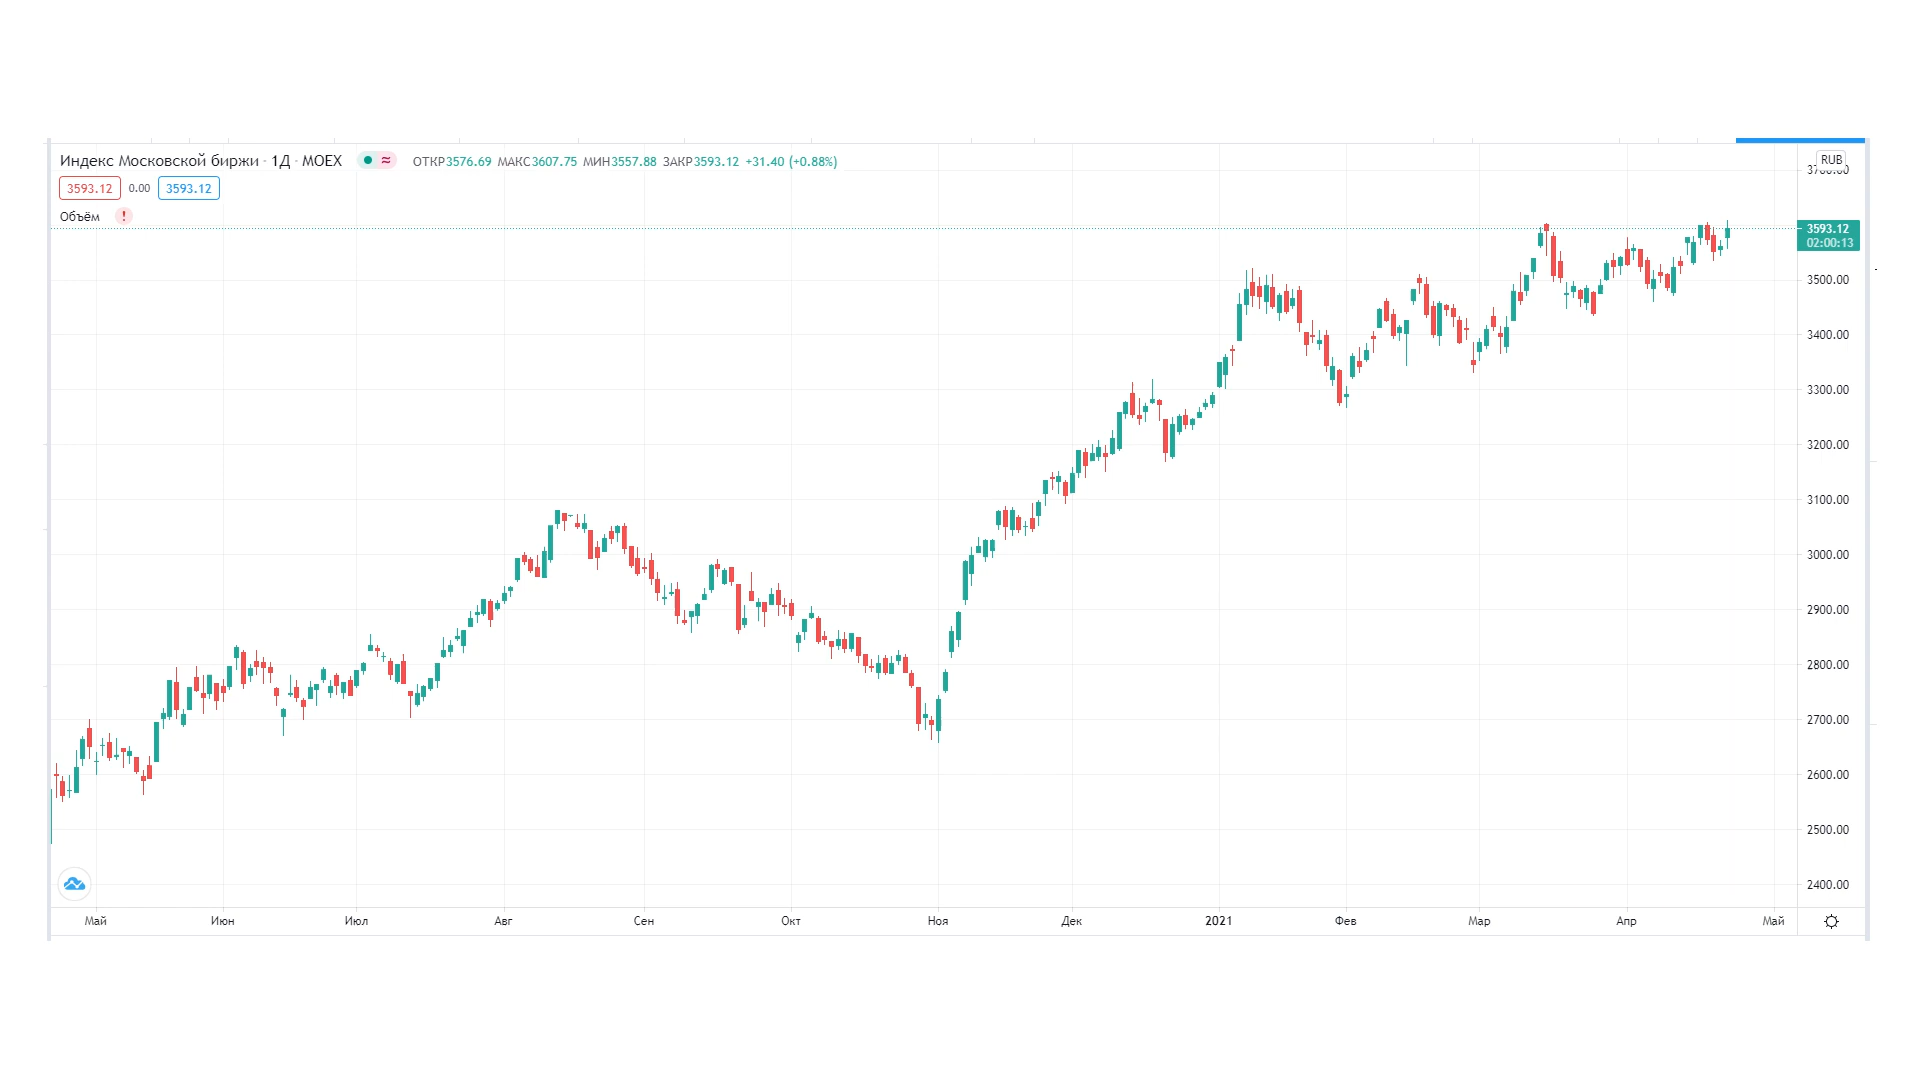 Индекс Московской биржи · 1Д · MOEX ≈ ОТКР3576.69 МАКС3607.75 МИН3557.88 ЗАКР3593.12 +31.40 (+0.88%)
RUB
3593.12 0.00 3593.12
Объём !
3593.12
02:00:13
3500.00
3400.00
3300.00
3200.00
3100.00
3000.00
2900.00
2800.00
2700.00
2600.00
2500.00
2400.00
Май Июн Июл Авг Сен Окт Ноя Дек 2021 Фев Мар Апр Май